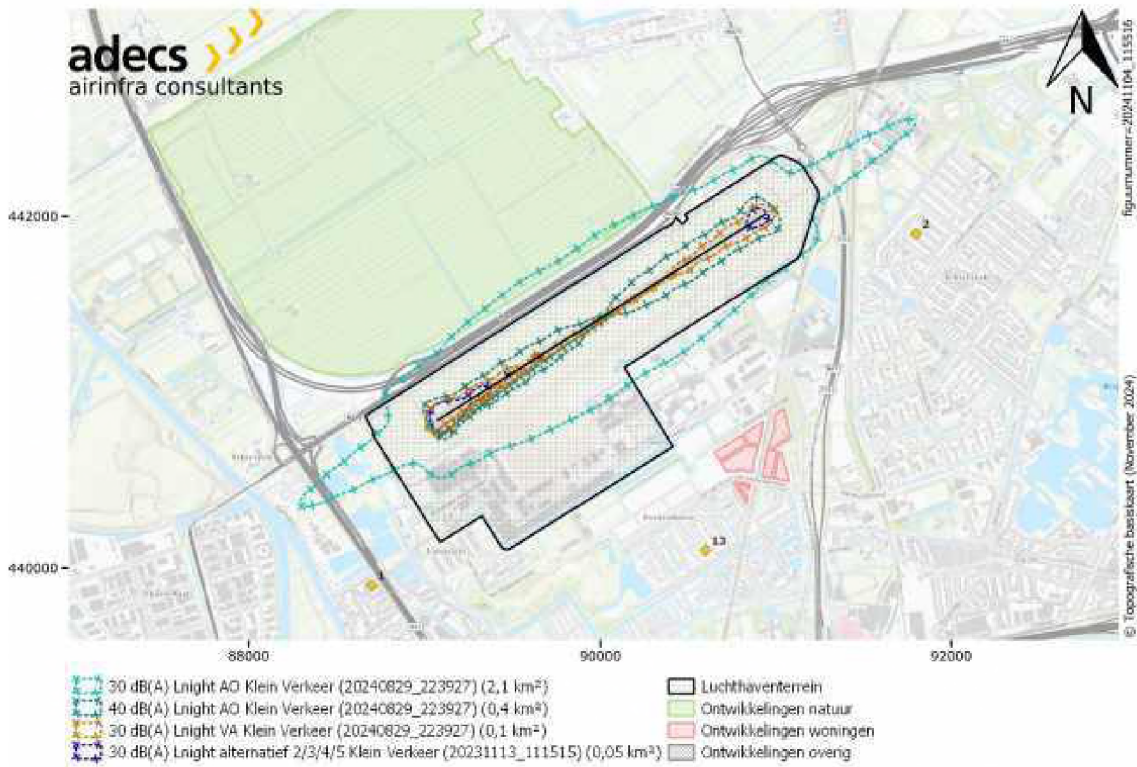 adecs
airinfra consultants
N
figuurnummer=20241104_115516
442000
440000
2
13
1
88000
90000
92000
© Topografische basiskaart (November 2024)
30 dB(A) Lnight AO Klein Verkeer (20240829_223927) (2,1 km²)
40 dB(A) Lnight AO Klein Verkeer (20240829_223927) (0,4 km²)
30 dB(A) Lnight VA Klein Verkeer (20240829_223927) (0,1 km²)
30 dB(A) Lnight alternatief 2/3/4/5 Klein Verkeer (20231113_111515) (0,05 km²)
Luchthaventerrein
Ontwikkelingen natuur
Ontwikkelingen woningen
Ontwikkelingen overig